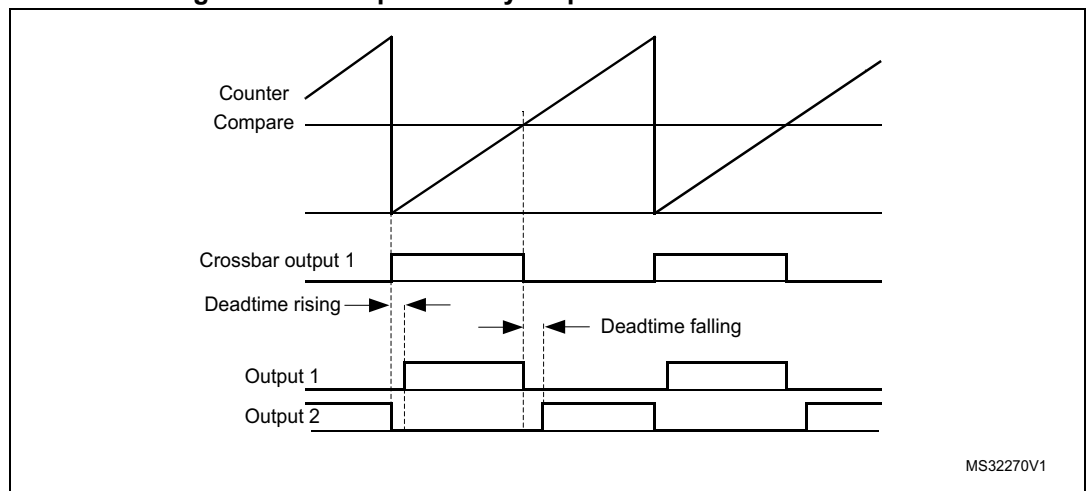 Counter
Compare
Crossbar output 1
Deadtime rising
Deadtime falling
Output 1
Output 2
MS32270V1